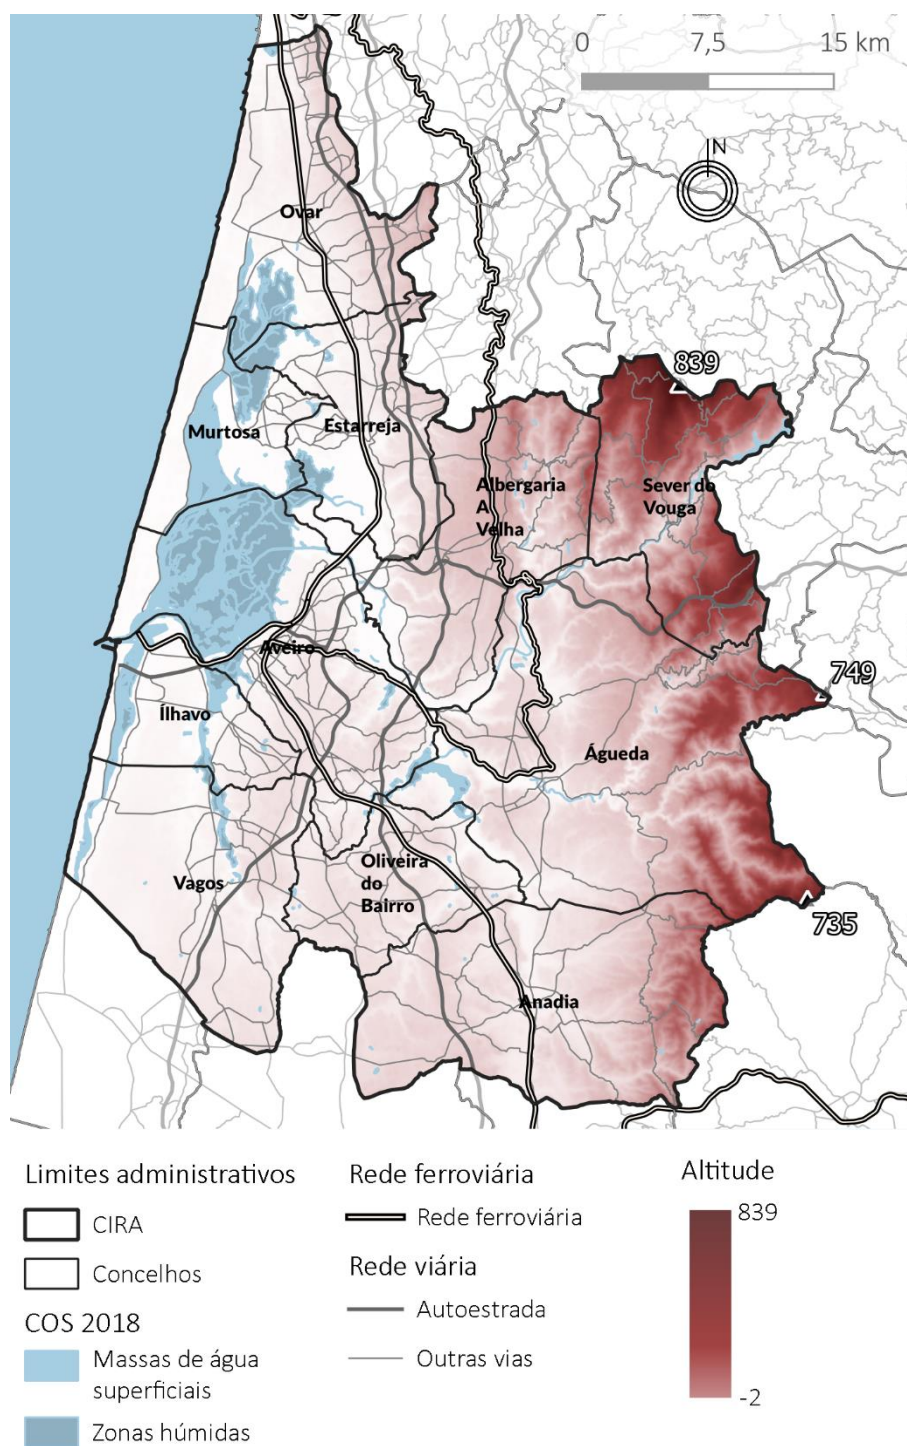 0 7,5 15 km
N
Ovar
839
Murtosa
Estarreja
Albergaria
A
Velha
Sever do
Vouga
Aveiro
749
Ílhavo
Águeda
Oliveira
do
Bairro
Vagos
735
Anadia
Limites administrativos
CIRA
Concelhos
COS 2018
Massas de água
superficiais
Zonas húmidas
Rede ferroviária
Rede ferroviária
Rede viária
Autoestrada
Outras vias
Altitude
839
-2